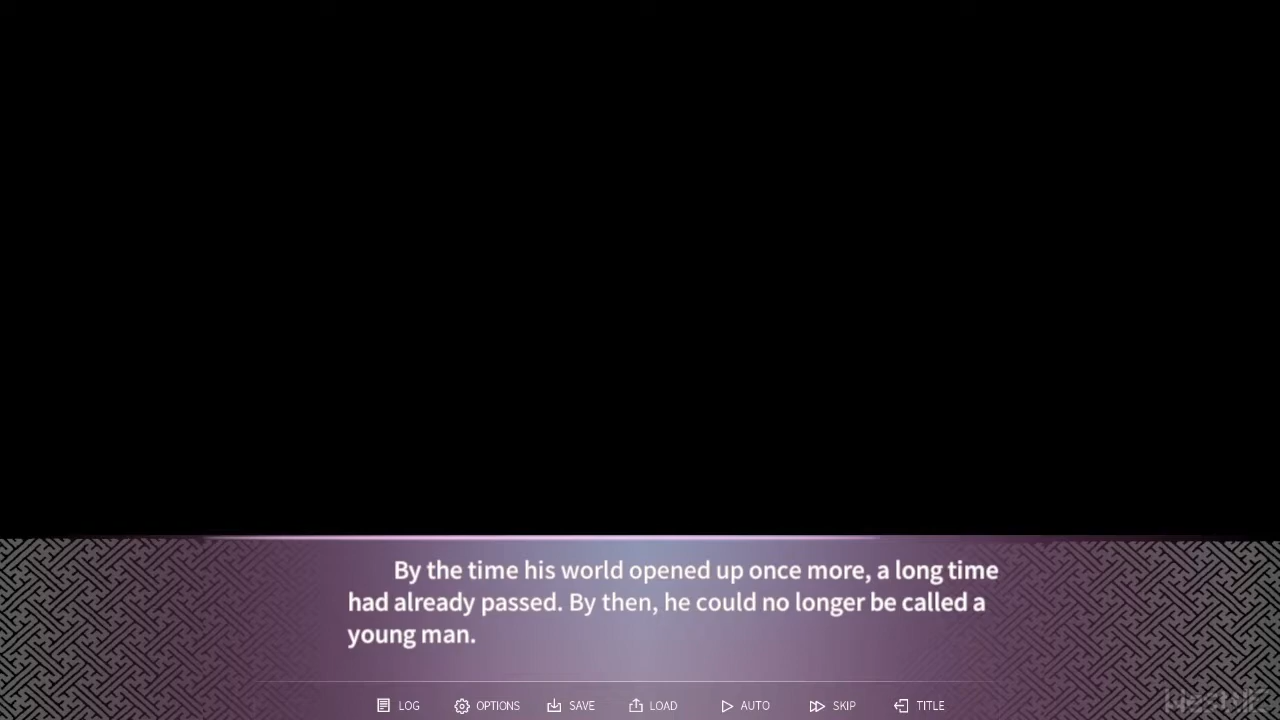 By the time his world opened up once more, a long time
had already passed. By then, he could no longer be called a
young man.
LOG OPTIONS SAVE LOAD AUTO SKIP TITLE